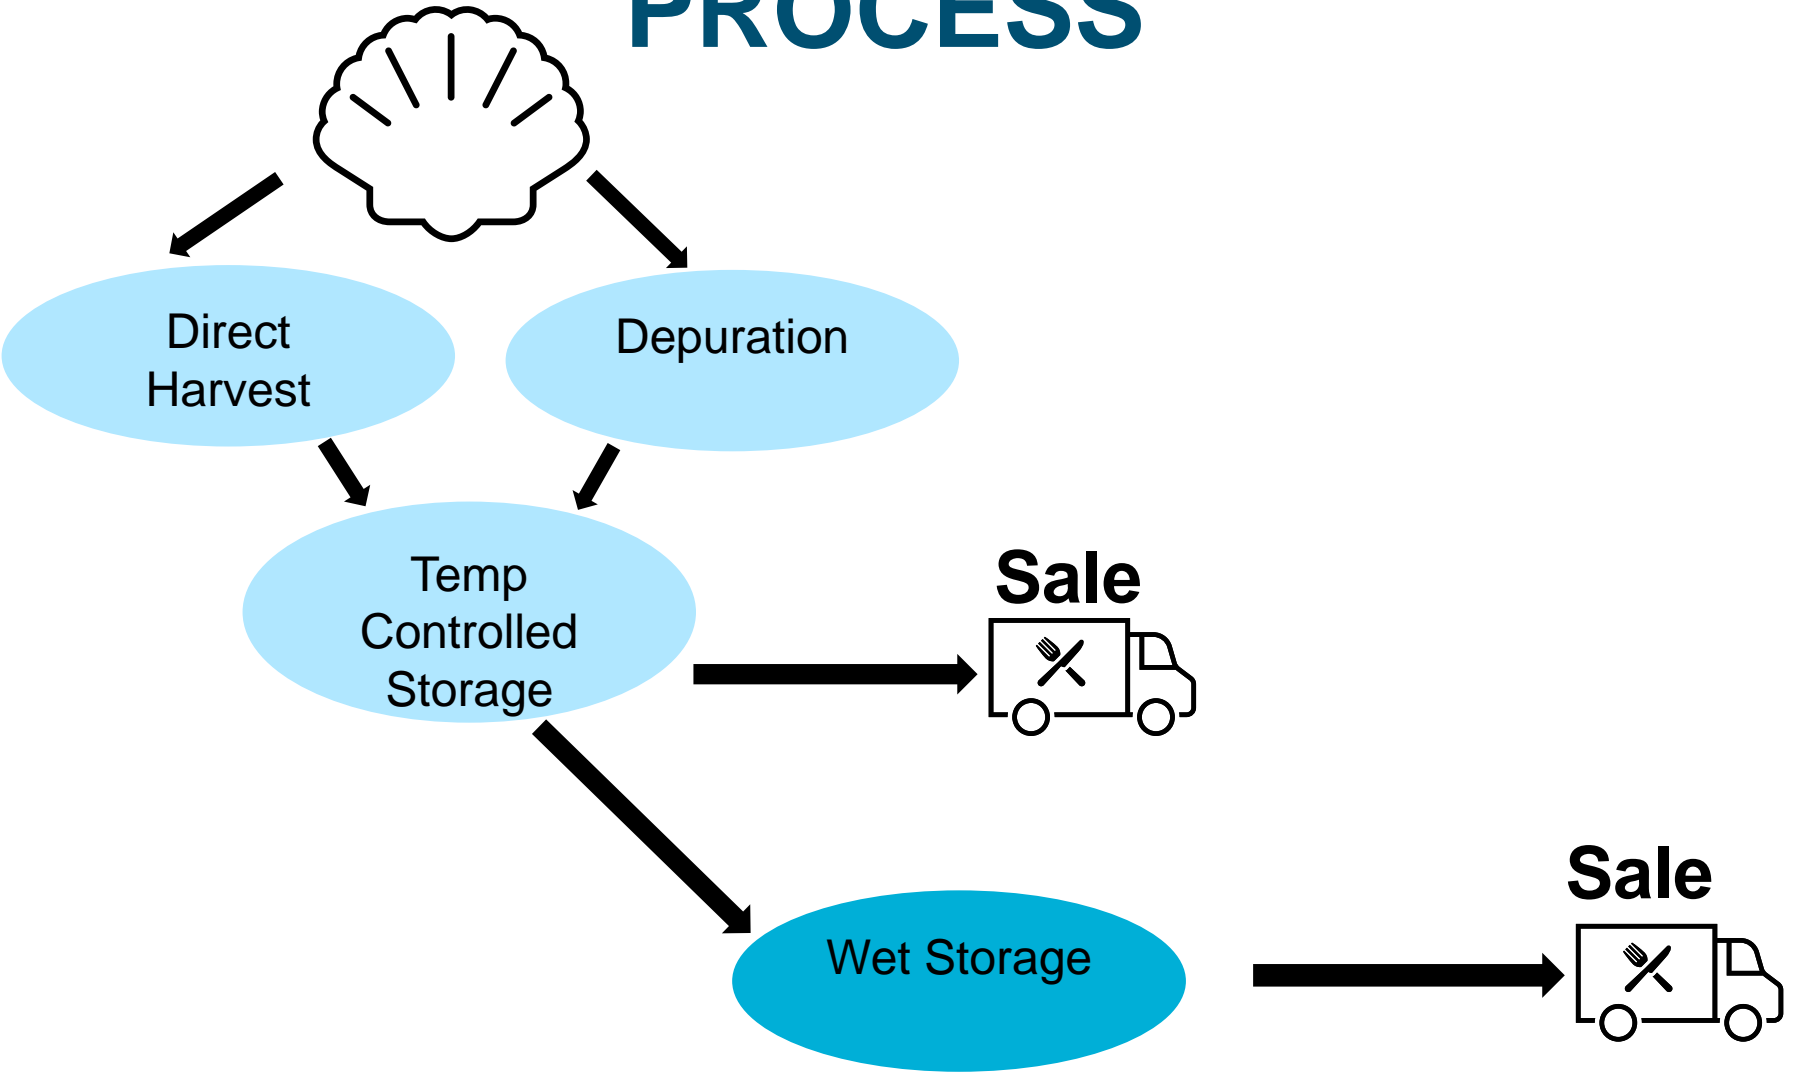 PROCESS
Direct
Harvest
Depuration
Temp
Controlled
Storage
Sale
Wet Storage
Sale